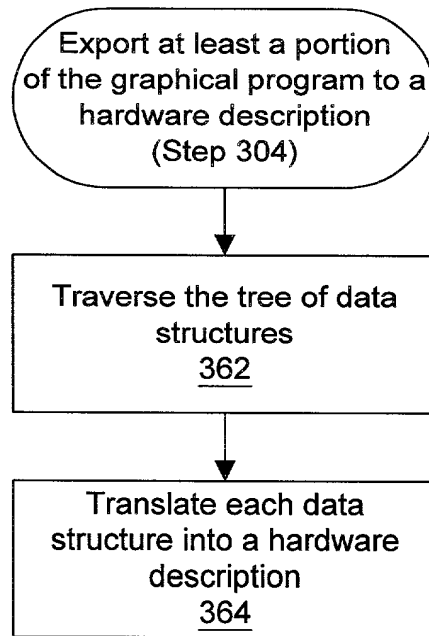 Export at least a portion
of the graphical program to a
hardware description
(Step 304)
Traverse the tree of data
structures
362
Translate each data
structure into a hardware
description
364